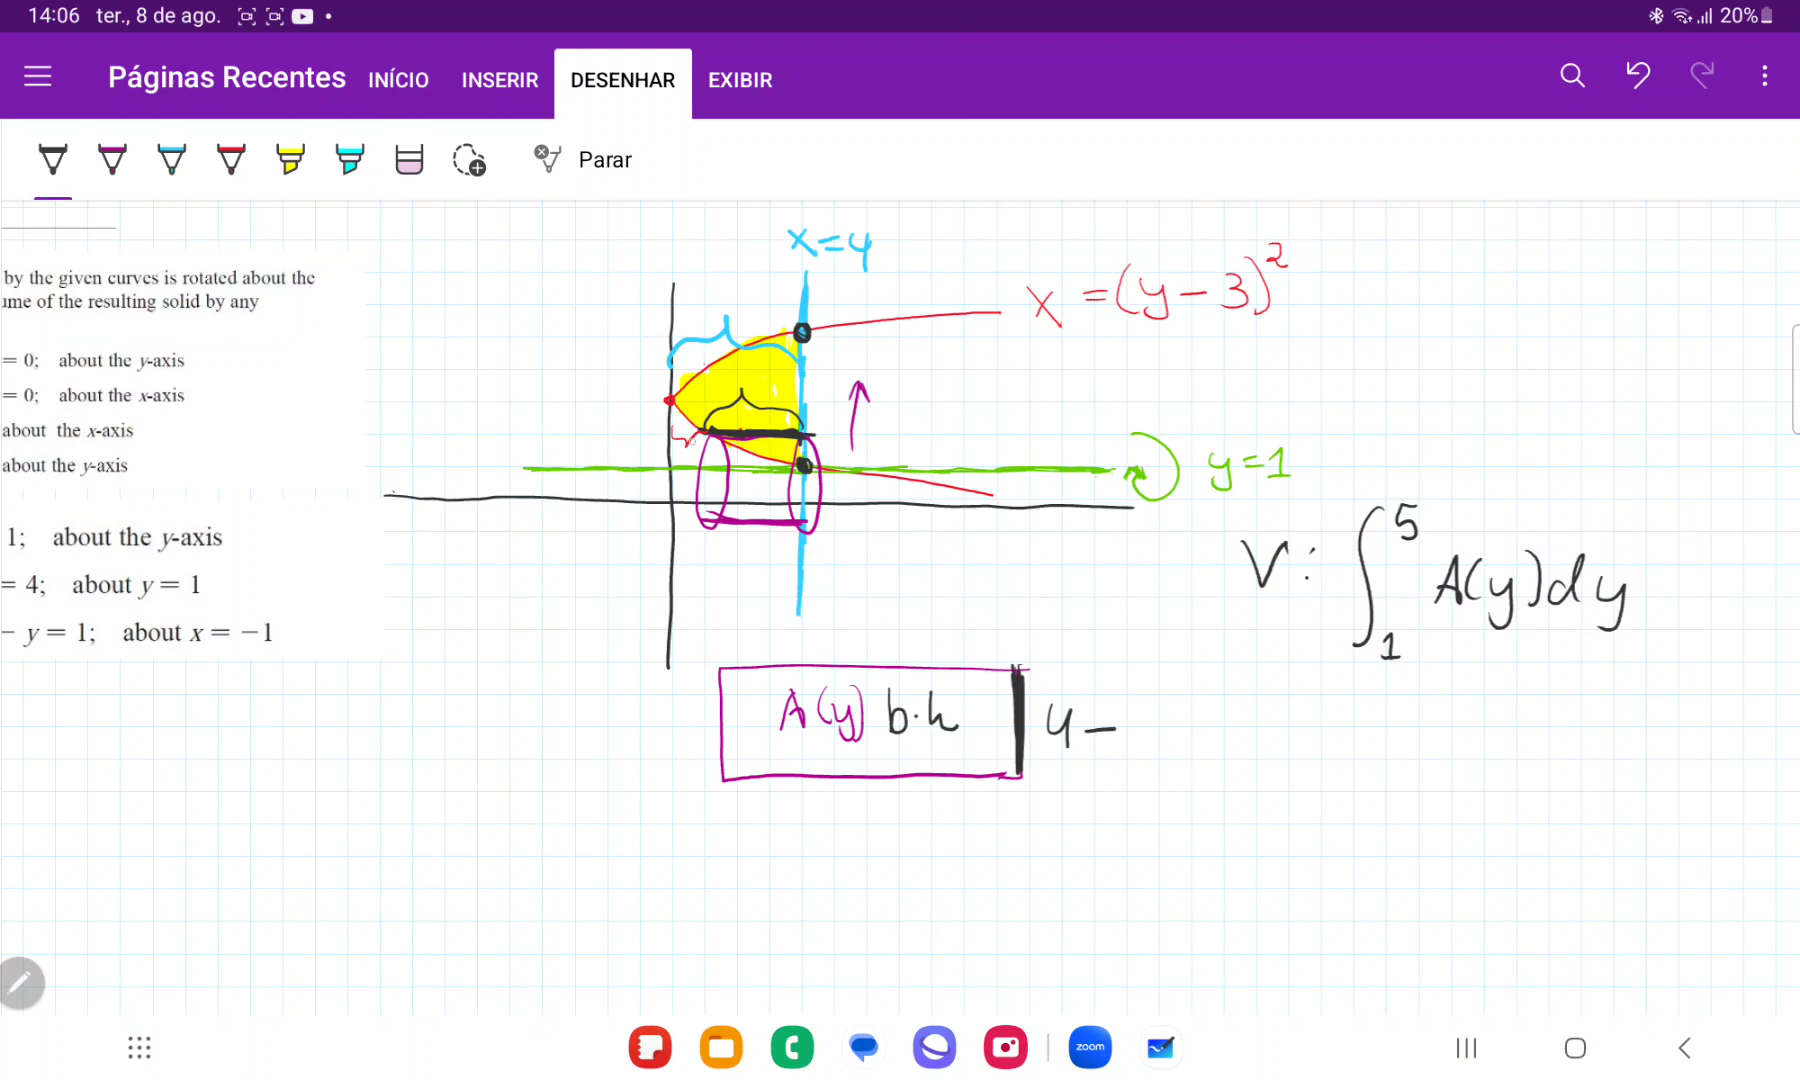 14:06 ter., 8 de ago.
20%
Páginas Recentes INÍCIO INSERIR DESENHAR EXIBIR
Parar
by the given curves is rotated about the
ume of the resulting solid by any
= 0; about the y-axis
= 0; about the x-axis
about the x-axis
about the y-axis
1; about the y-axis
= 4; about y = 1
- y = 1; about x = -1
x=4
x = (y-3)²
y=1
V: ∫₁⁵ A(y)dy
A(y) b.h 4-
zoom